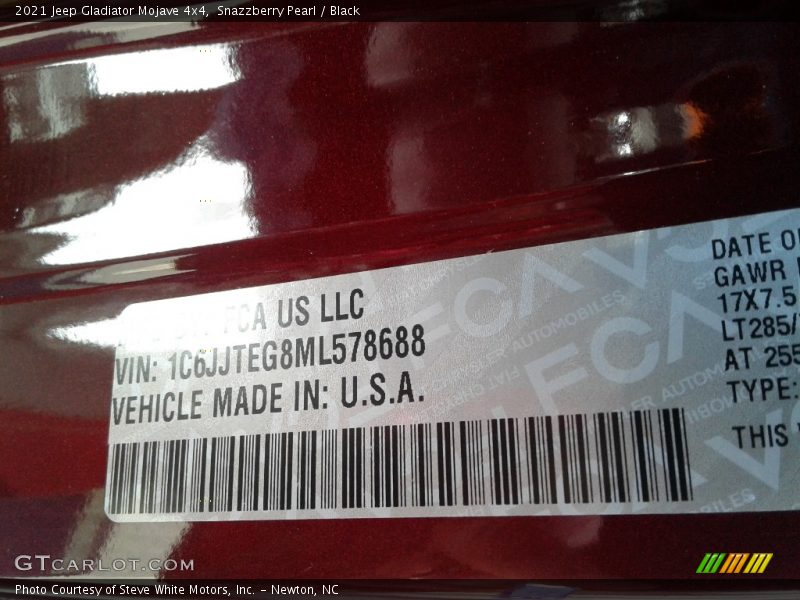 2021 Jeep Gladiator Mojave 4x4, Snazzberry Pearl / Black
FCA US LLC
VIN: 1C6JJTEG8ML578688
VEHICLE MADE IN: U.S.A.
DATE
GAWR
17X7.5
LT285/
AT 255
TYPE:
THIS
GTCARLOT.COM
Photo Courtesy of Steve White Motors, Inc. – Newton, NC